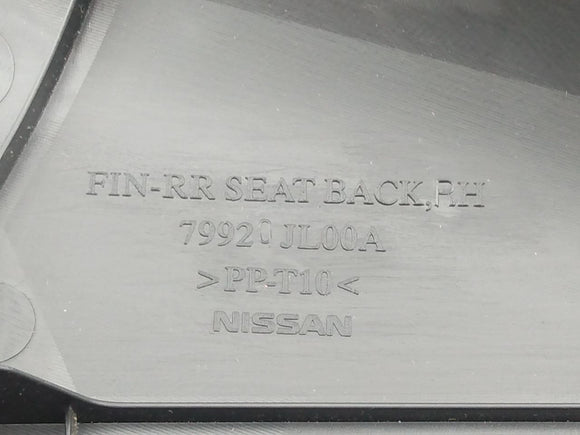 FIN-RR SEAT BACK,RH
79920 JL00A
>PP-T10<
NISSAN